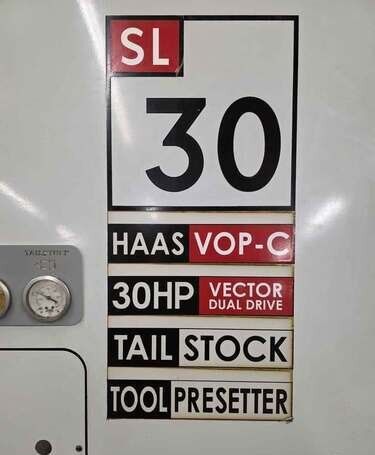 SL
30
HAAS VOP-C
30HP VECTOR
DUAL DRIVE
TAIL STOCK
TOOL PRESETTER